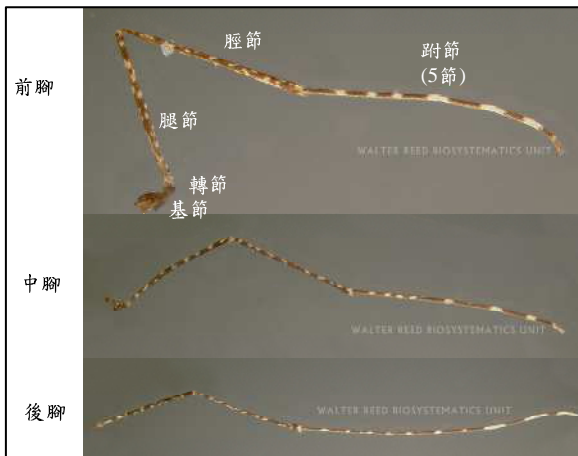 前腳
脛節
跗節
(5節)
腿節
WALTER REED BIOSYSTEMATICS UNIT
轉節
基節
中腳
WALTER REED BIOSYSTEMATICS UNIT
後腳
WALTER REED BIOSYSTEMATICS UNIT